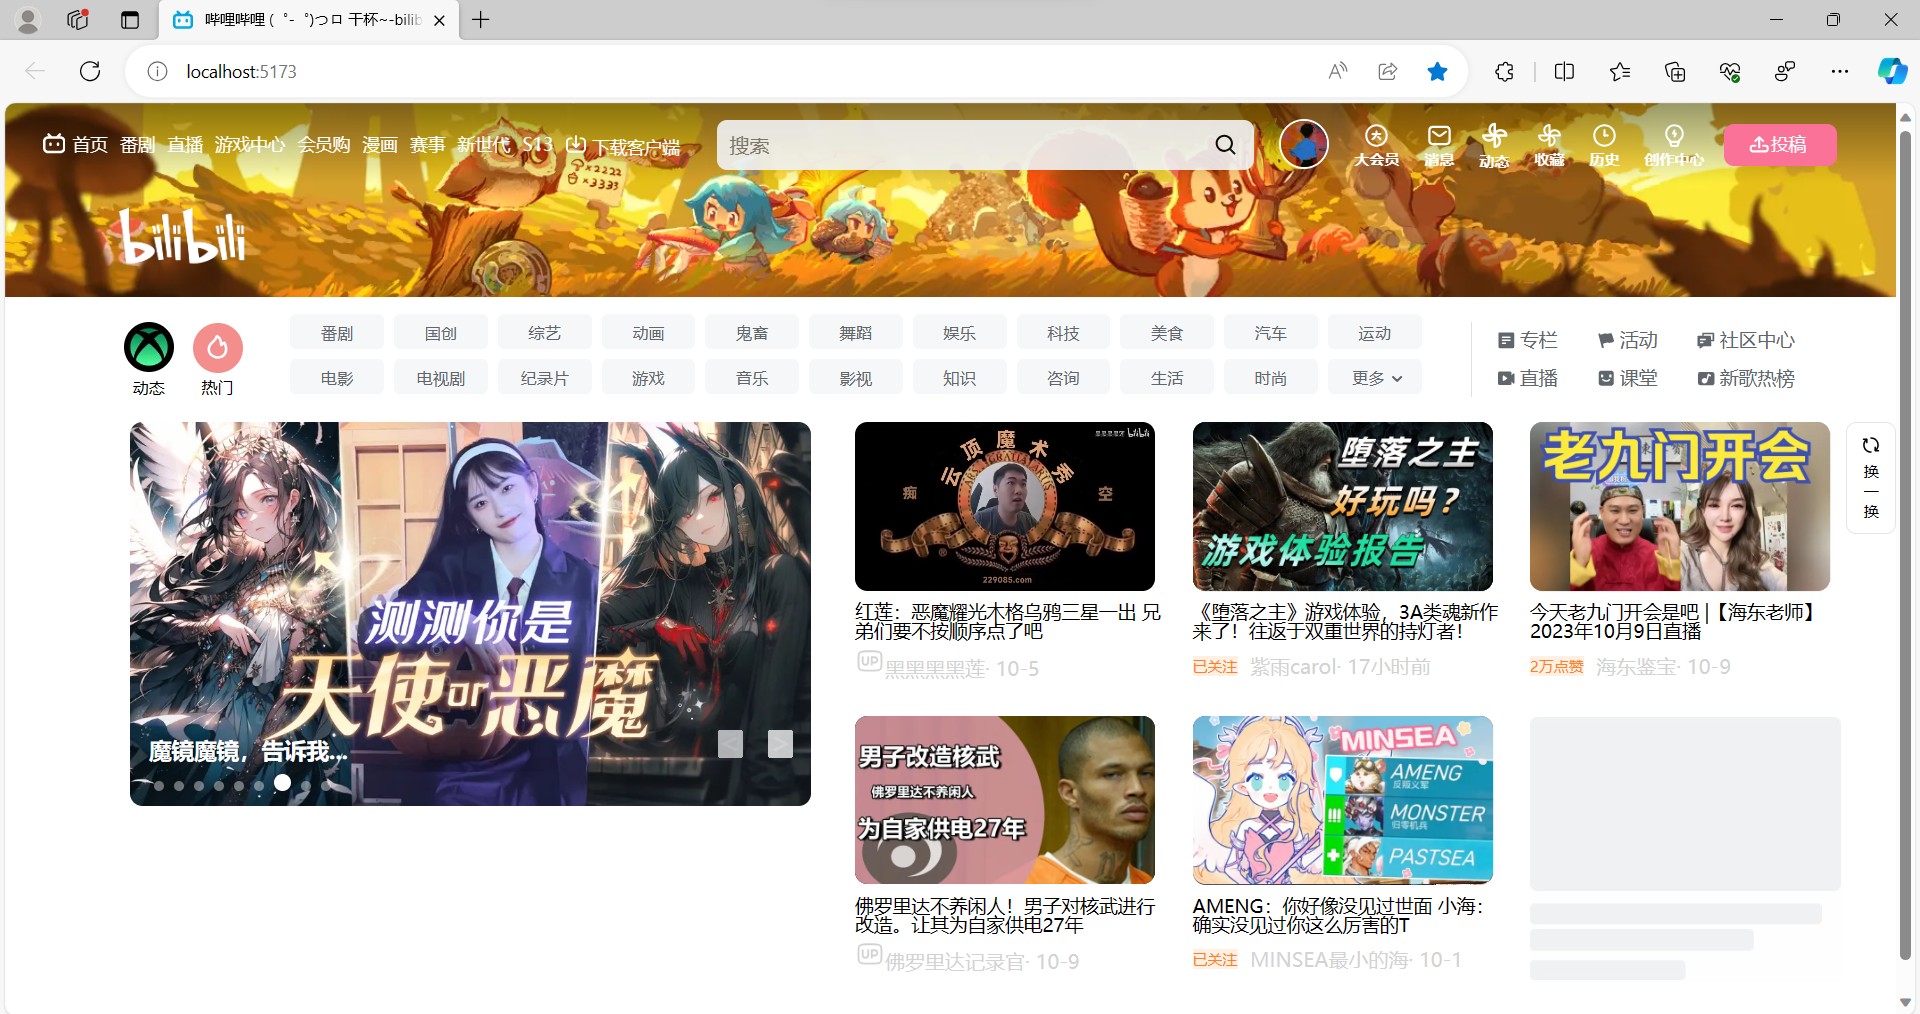 哔哩哔哩 (゜-゜)つロ 干杯~-bilib
localhost:5173
首页 番剧 直播 游戏中心 会员购 漫画 赛事 新世代 S13 下载客户端
搜索
大会员 消息 动态 收藏 历史 创作中心 投稿
×2222
×3333
bilibili
动态 热门
番剧 国创 综艺 动画 鬼畜 舞蹈 娱乐 科技 美食 汽车 运动
电影 电视剧 纪录片 游戏 音乐 影视 知识 咨询 生活 时尚 更多
专栏 活动 社区中心
直播 课堂 新歌热榜
测测你是
天使or恶魔
魔镜魔镜，告诉我...
< >
bilibili
云顶魔术秀
痴 空
229085.com
红莲：恶魔耀光木格乌鸦三星一出 兄
弟们要不按顺序点了吧
UP 黑黑黑黑莲· 10-5
堕落之主
好玩吗？
游戏体验报告
《堕落之主》游戏体验，3A类魂新作
来了！往返于双重世界的持灯者！
已关注 紫雨carol· 17小时前
老九门开会
今天老九门开会是吧 |【海东老师】
2023年10月9日直播
2万点赞 海东鉴宝· 10-9
换
一
换
男子改造核武
佛罗里达不养闲人
为自家供电27年
佛罗里达不养闲人！男子对核武进行
改造。让其为自家供电27年
UP 佛罗里达记录官· 10-9
MINSEA
AMENG
反叛义军
MONSTER
归零机兵
PASTSEA
AMENG：你好像没见过世面 小海：
确实没见过你这么厉害的T
已关注 MINSEA最小的海· 10-1